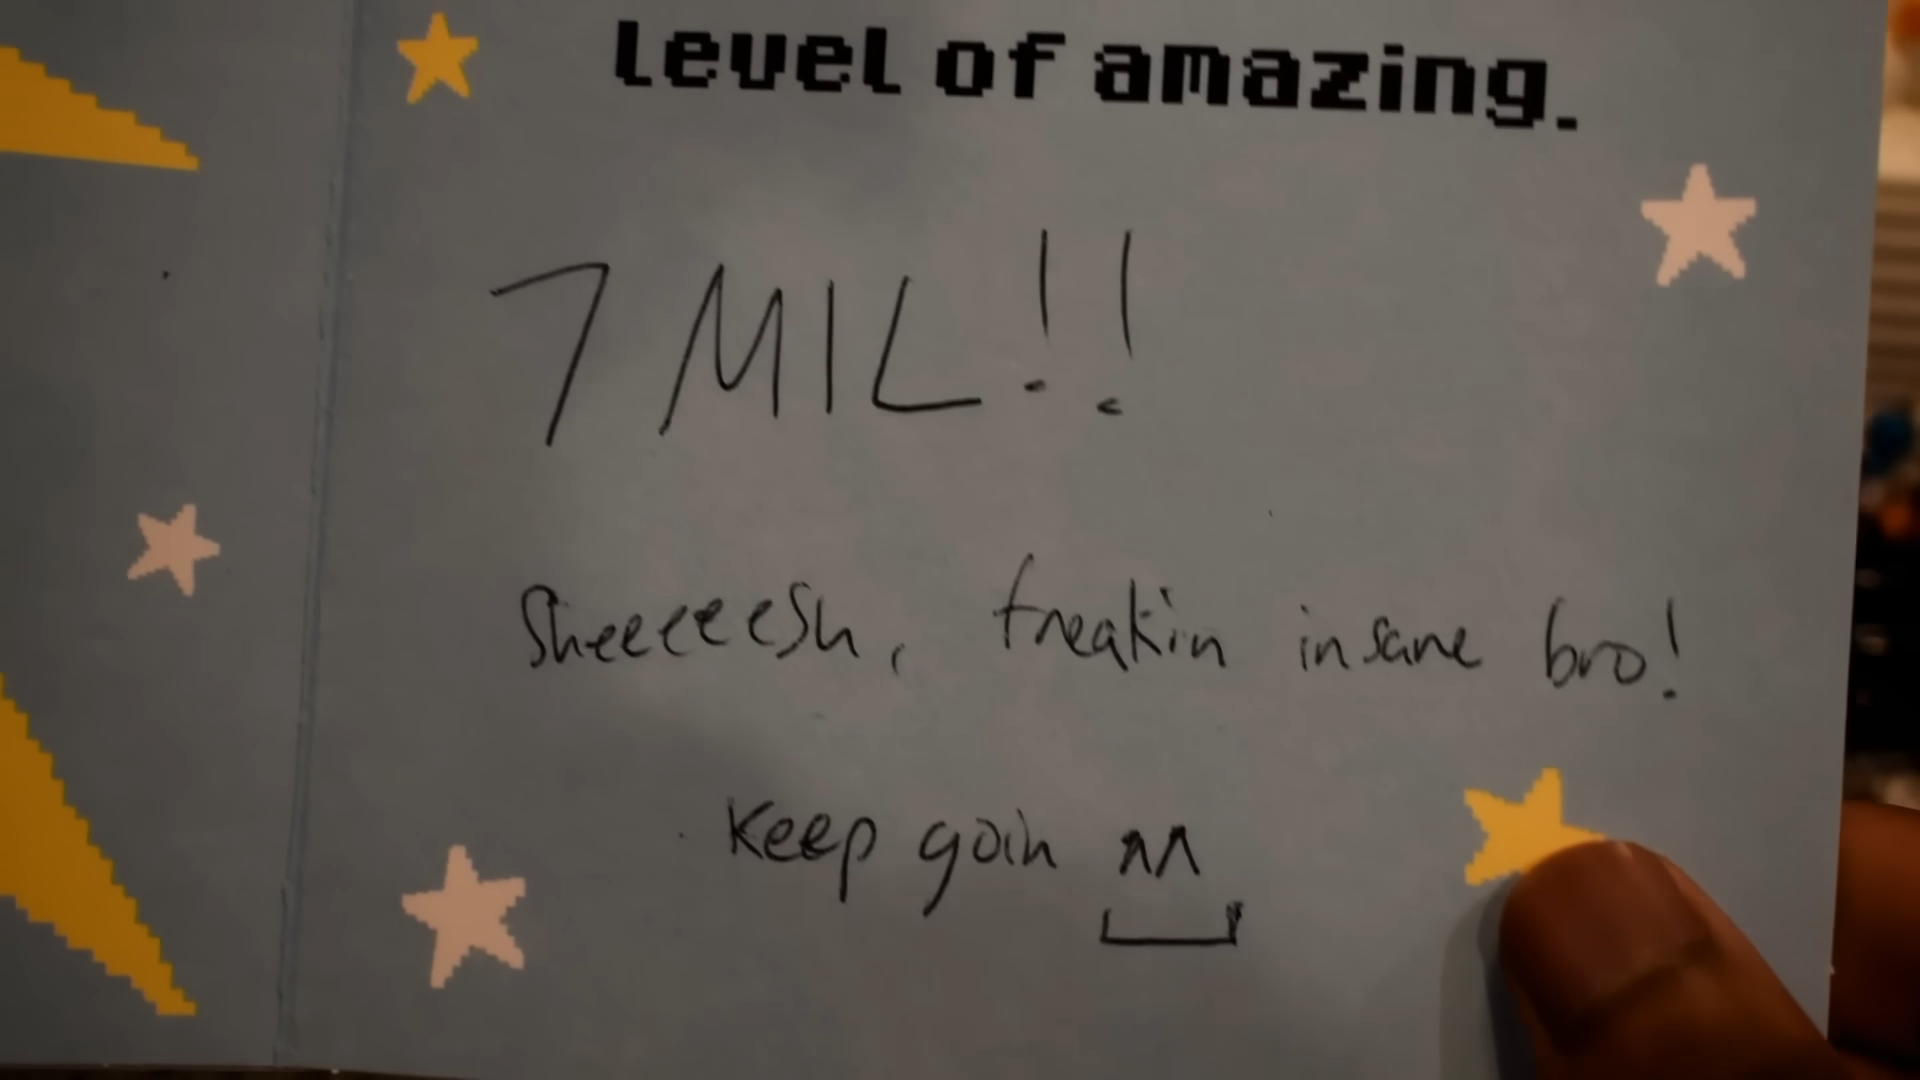 level of amazing.
7 MIL!!
Sheeeeesh, freakin insane bro!
Keep goin ^^